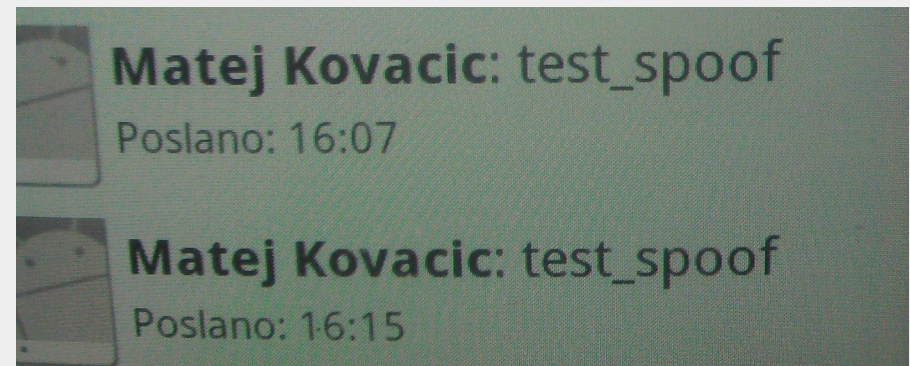 Matej Kovacic: test_spoof
Poslano: 16:07
Matej Kovacic: test_spoof
Poslano: 16:15